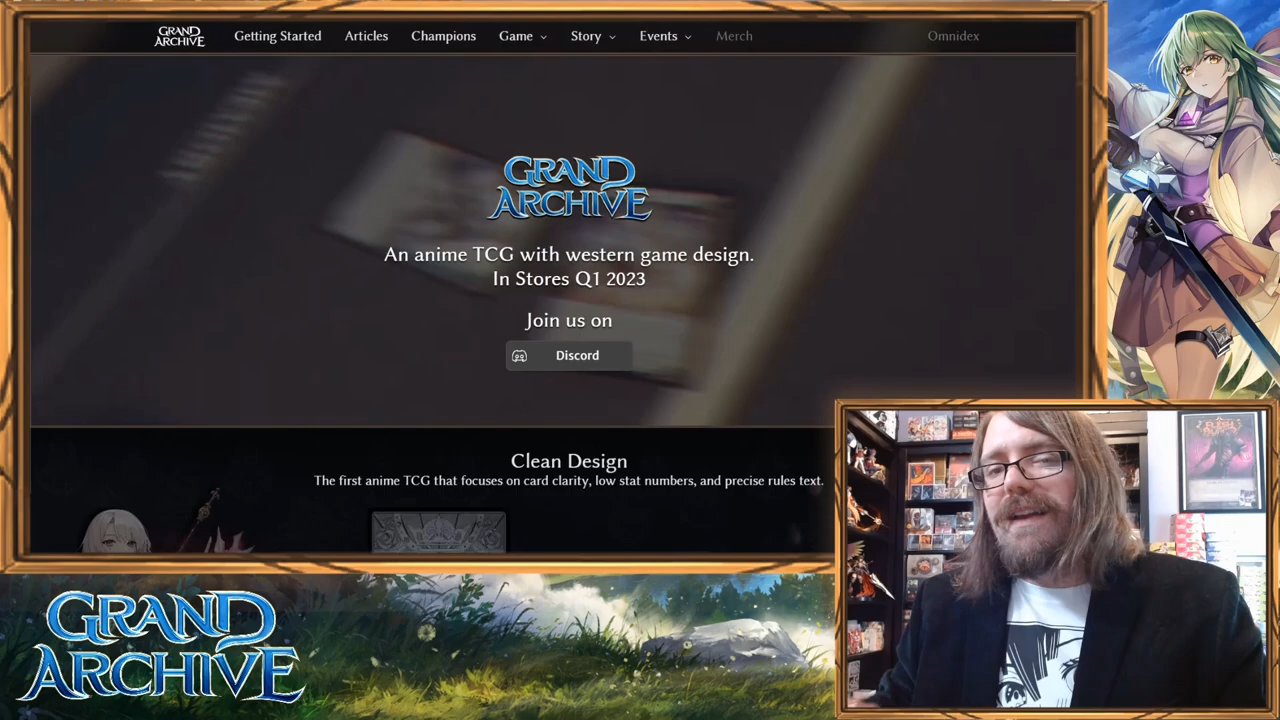 GRAND
ARCHIVE
Getting Started
Articles
Champions
Game
Story
Events
Merch
Omnidex
GRAND
ARCHIVE
An anime TCG with western game design.
In Stores Q1 2023
Join us on
Discord
Clean Design
The first anime TCG that focuses on card clarity, low stat numbers, and precise rules text.
GRAND
ARCHIVE